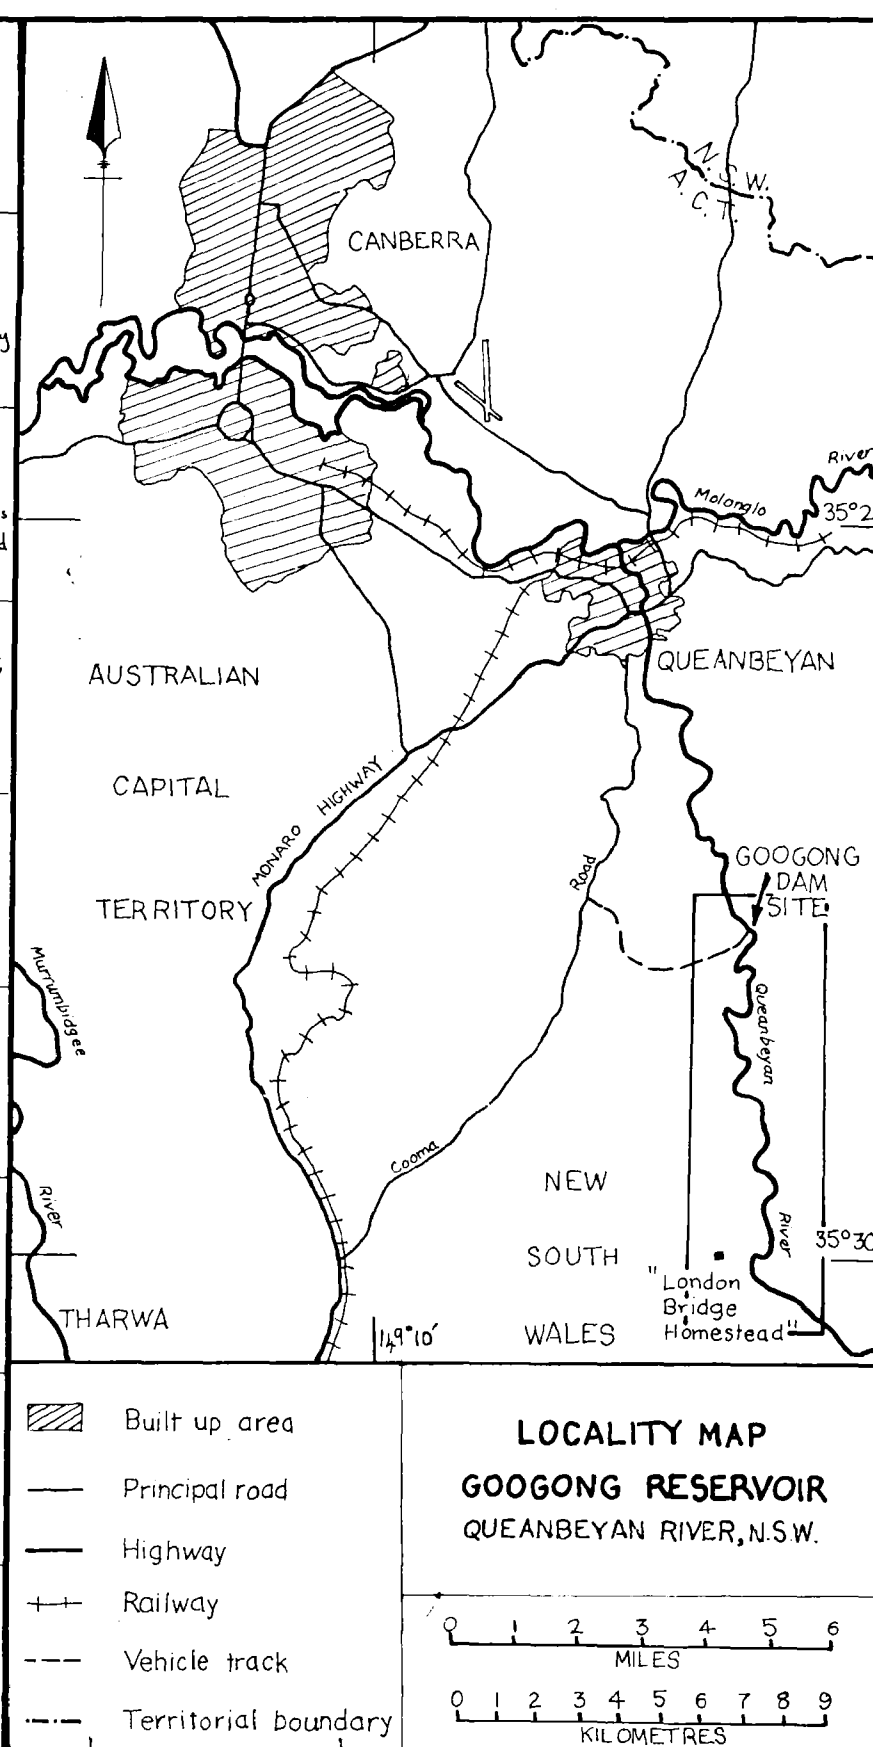 N.S.W.
A.C.T.
CANBERRA
River
Molonglo
35°2
AUSTRALIAN
QUEANBEYAN
CAPITAL
MONARO HIGHWAY
GOOGONG
DAM
SITE
Road
TERRITORY
Murrumbidgee
Queanbeyan
Cooma
NEW
River
River
SOUTH
35°30
"London
Bridge
Homestead"
THARWA
149°10'
WALES
Built up area
Principal road
Highway
Railway
Vehicle track
Territorial boundary
LOCALITY MAP
GOOGONG RESERVOIR
QUEANBEYAN RIVER, N.S.W.
0 1 2 3 4 5 6
MILES
0 1 2 3 4 5 6 7 8 9
KILOMETRES